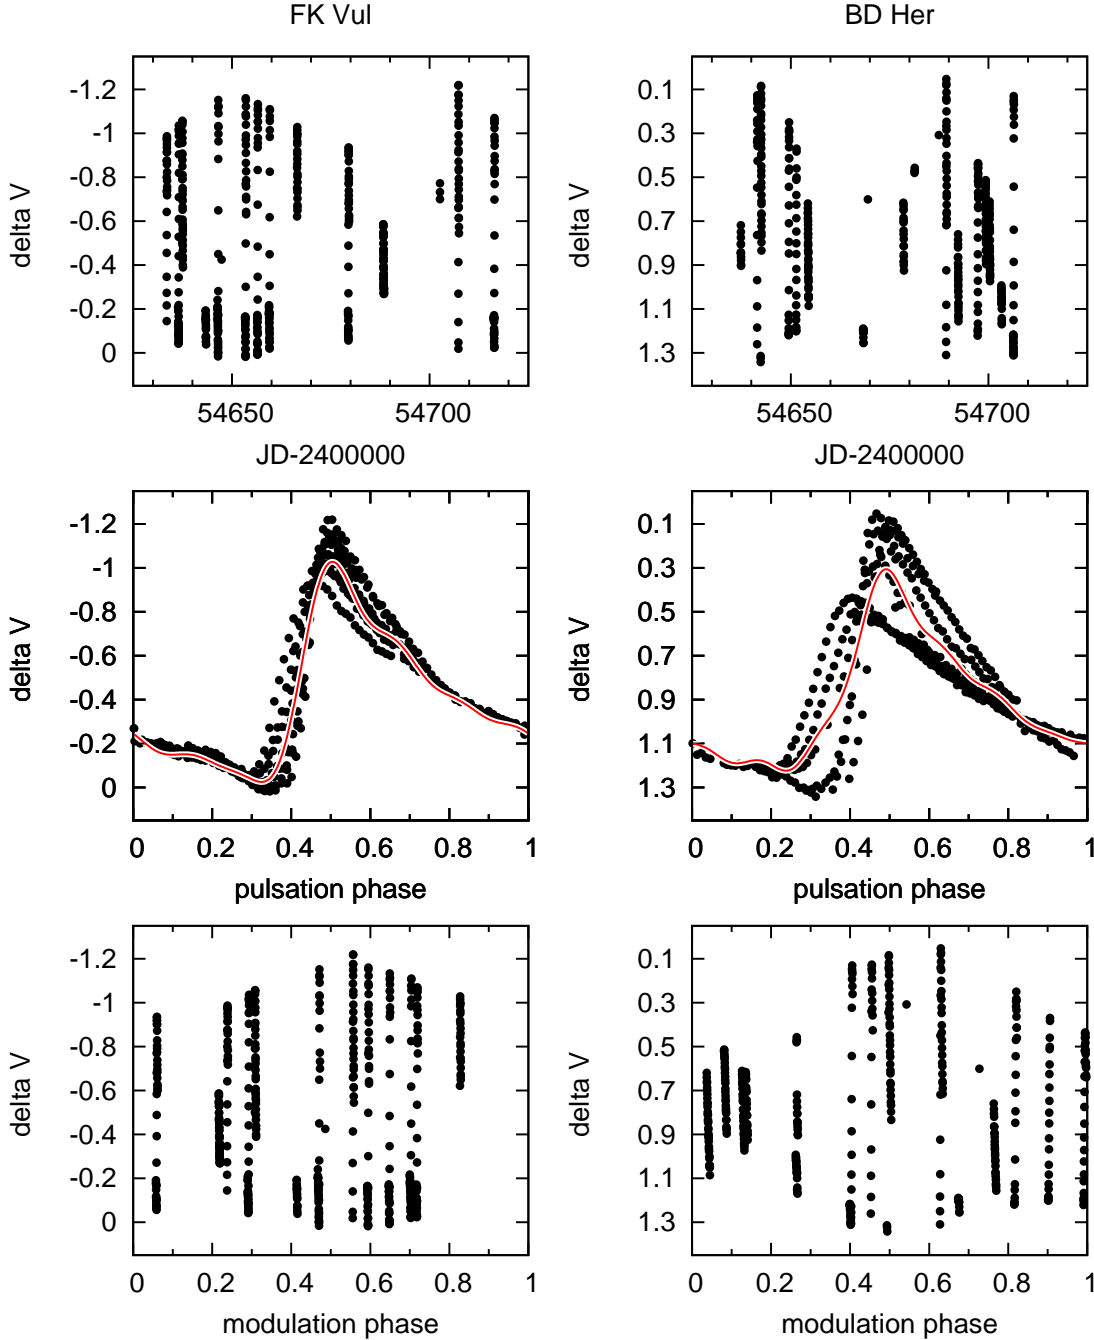 FK Vul
BD Her
-1.2
-1
-0.8
-0.6
-0.4
-0.2
0
delta V
54650
54700
JD-2400000
0.1
0.3
0.5
0.7
0.9
1.1
1.3
delta V
54650
54700
JD-2400000
-1.2
-1
-0.8
-0.6
-0.4
-0.2
0
delta V
0 0.2 0.4 0.6 0.8 1
pulsation phase
0.1
0.3
0.5
0.7
0.9
1.1
1.3
delta V
0 0.2 0.4 0.6 0.8 1
pulsation phase
-1.2
-1
-0.8
-0.6
-0.4
-0.2
0
delta V
0 0.2 0.4 0.6 0.8 1
modulation phase
0.1
0.3
0.5
0.7
0.9
1.1
1.3
delta V
0 0.2 0.4 0.6 0.8 1
modulation phase